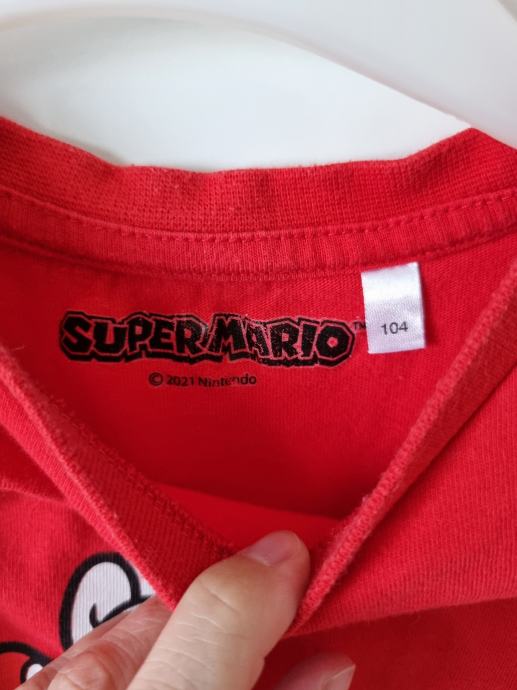 SUPER MARIO™
104
© 2021 Nintendo